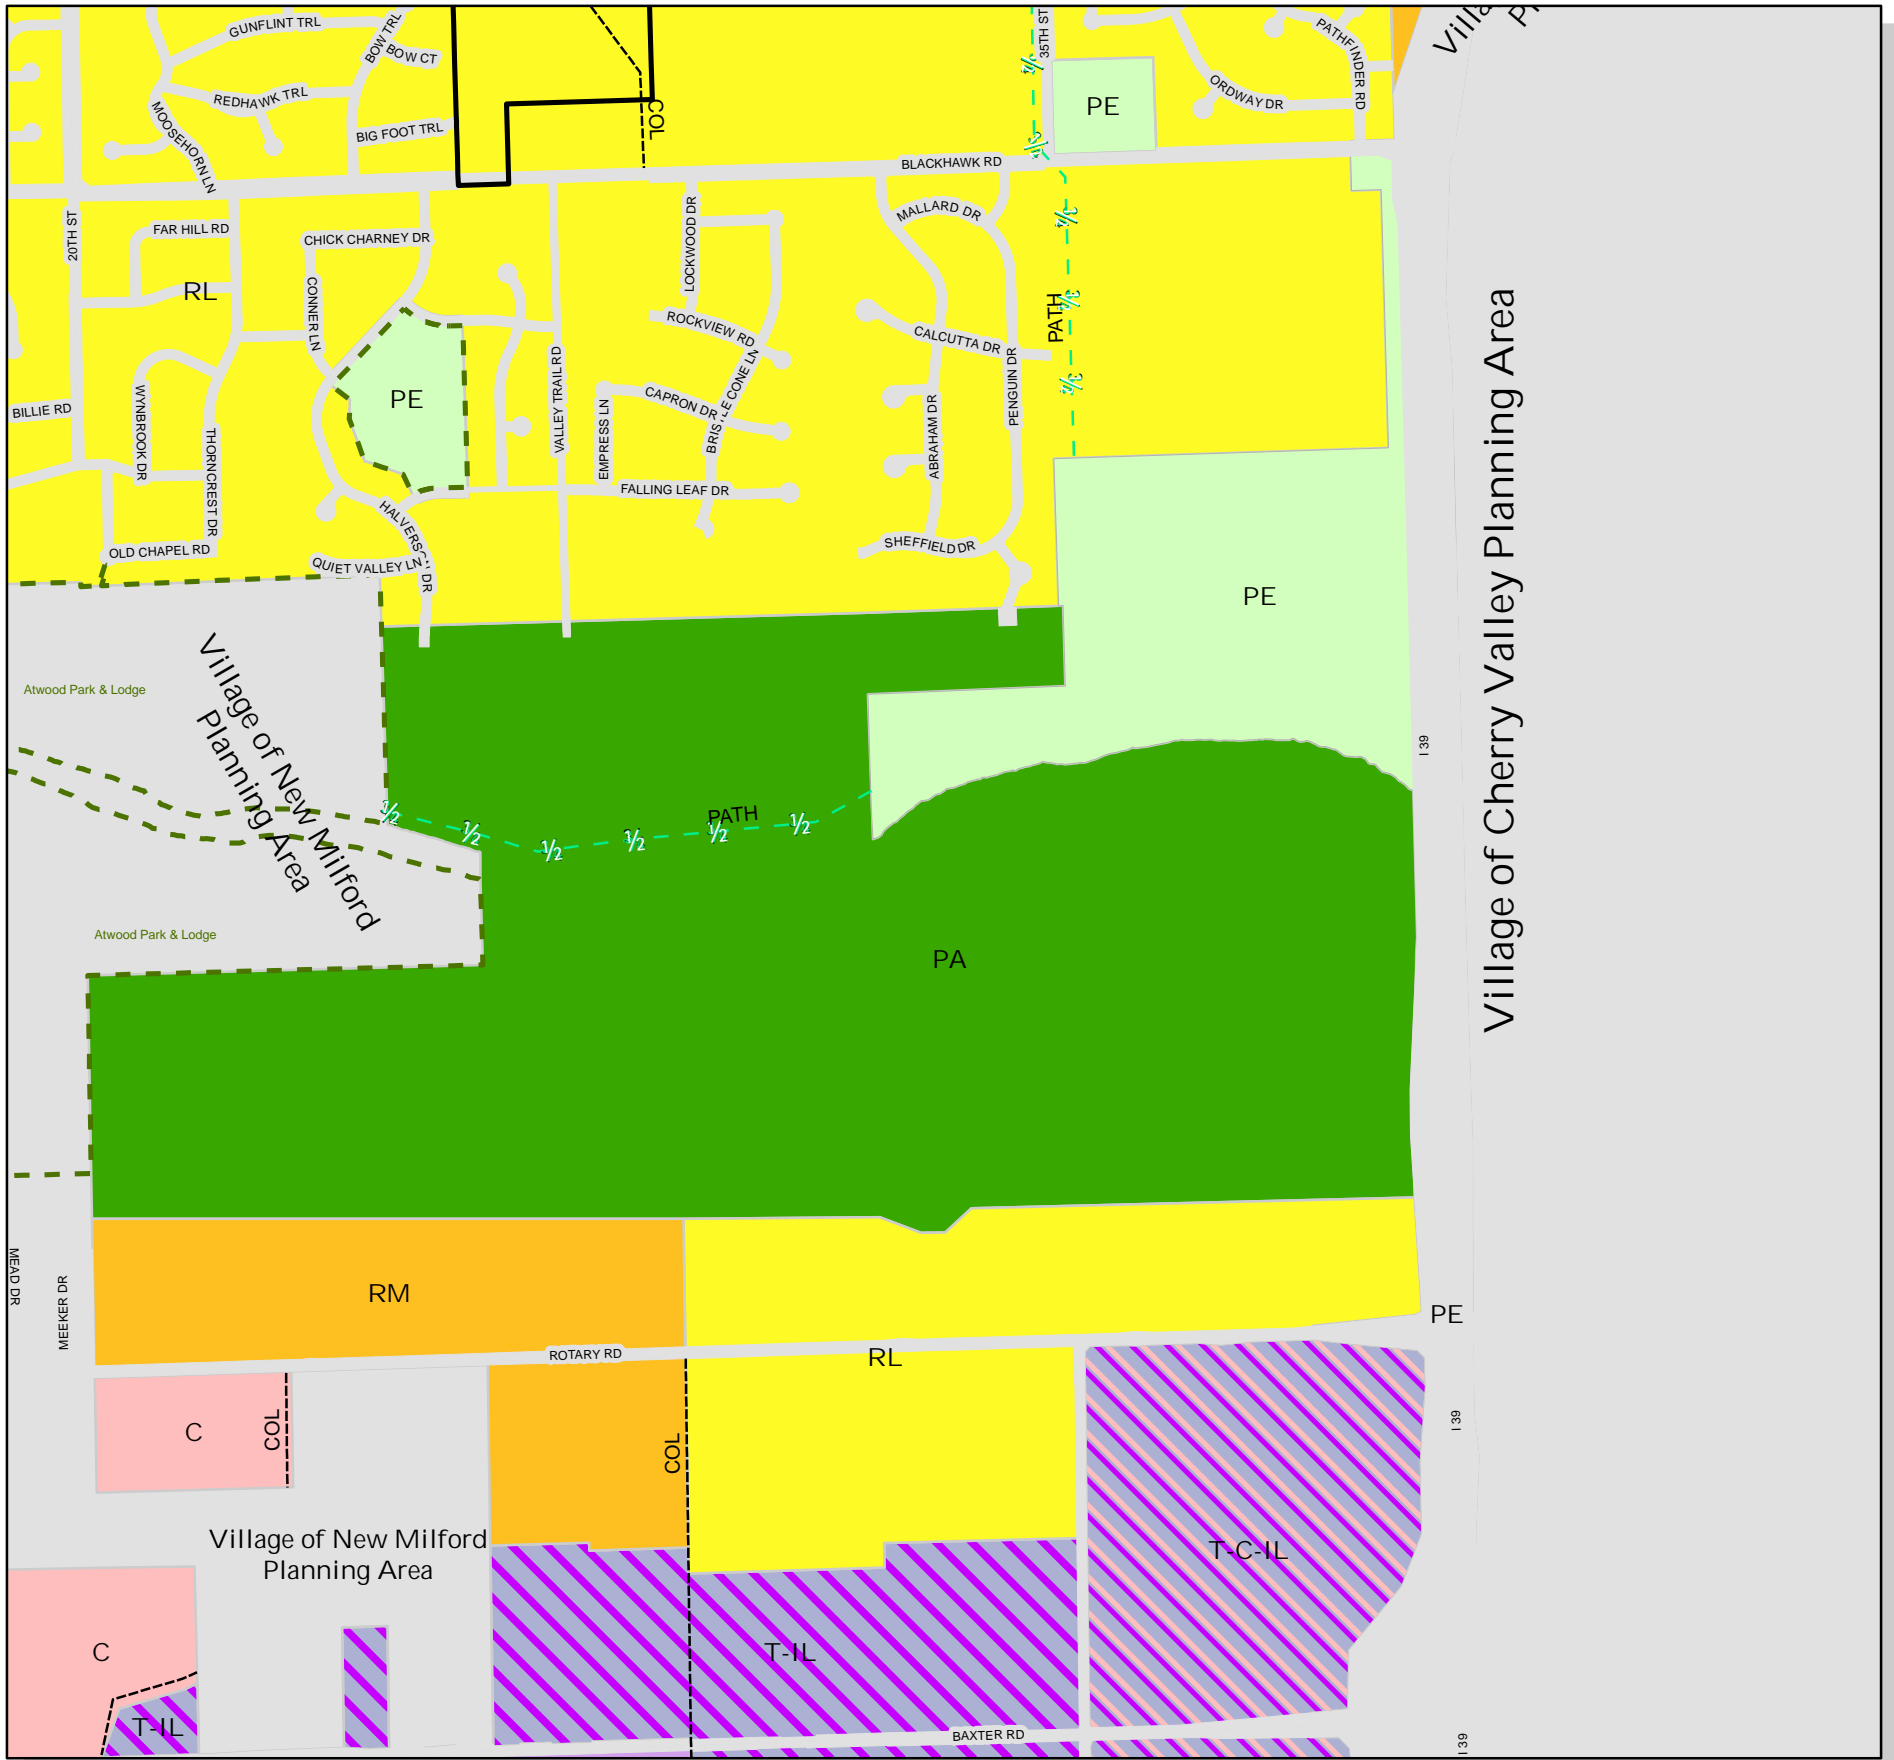 GUNFLINT TRL
BOW TRL
BOW CT
REDHAWK TRL
MOOSEHORN LN
BIG FOOT TRL
COL
35TH ST
PE
PATHFINDER RD
ORDWAY DR
BLACKHAWK RD
20TH ST
FAR HILL RD
CHICK CHARNEY DR
RL
CONNER LN
LOCKWOOD DR
MALLARD DR
ROCKVIEW RD
CALCUTTA DR
PATH
PENGUIN DR
BILLIE RD
WYNBROOK DR
THORNCREST DR
PE
VALLEY TRAIL RD
EMPRESS LN
CAPRON DR
ABRAHAM DR
FALLING LEAF DR
OLD CHAPEL RD
QUIET VALLEY LN
SHEFFIELD DR
PE
Village of Cherry Valley Planning Area
I 39
Atwood Park & Lodge
Village of New Milford
Planning Area
½
½
½
½
½
½
PATH
Atwood Park & Lodge
PA
MEAD DR
MEEKER DR
RM
PE
ROTARY RD
RL
C
COL
COL
I 39
Village of New Milford
Planning Area
T-C-IL
C
T-IL
T-IL
BAXTER RD
I 39